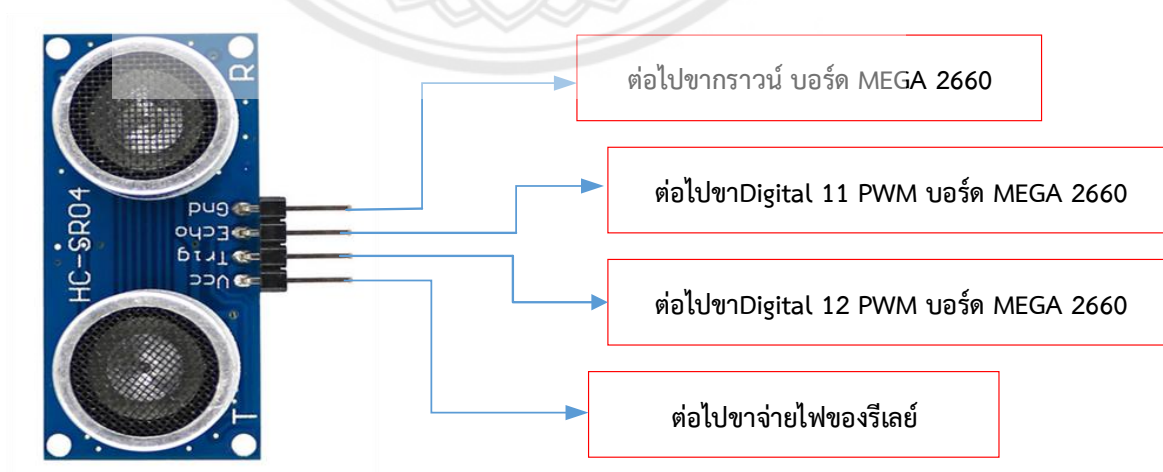 R
ต่อไปขากราวน์ บอร์ด MEGA 2660
Gnd
ต่อไปขาDigital 11 PWM บอร์ด MEGA 2660
Echo
Trig
HC-SR04
Vcc
ต่อไปขาDigital 12 PWM บอร์ด MEGA 2660
ต่อไปขาจ่ายไฟของรีเลย์
T